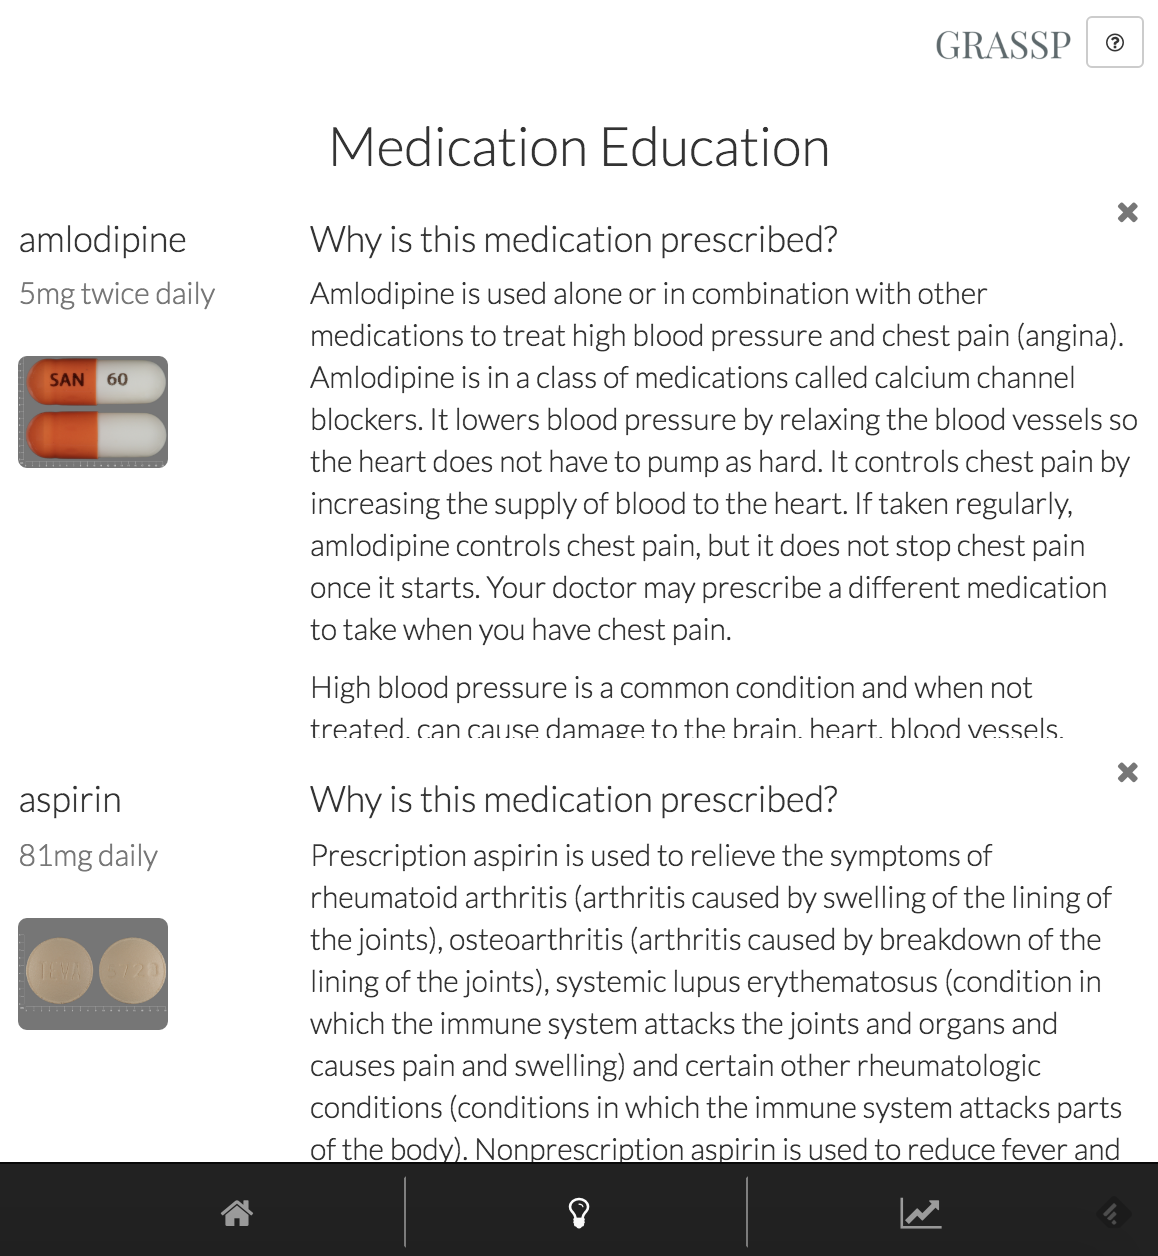 GRASSP
Medication Education
amlodipine
5mg twice daily
SAN 60
Why is this medication prescribed?
Amlodipine is used alone or in combination with other
medications to treat high blood pressure and chest pain (angina).
Amlodipine is in a class of medications called calcium channel
blockers. It lowers blood pressure by relaxing the blood vessels so
the heart does not have to pump as hard. It controls chest pain by
increasing the supply of blood to the heart. If taken regularly,
amlodipine controls chest pain, but it does not stop chest pain
once it starts. Your doctor may prescribe a different medication
to take when you have chest pain.
High blood pressure is a common condition and when not
treated, can cause damage to the brain, heart, blood vessels,
aspirin
81mg daily
Why is this medication prescribed?
Prescription aspirin is used to relieve the symptoms of
rheumatoid arthritis (arthritis caused by swelling of the lining of
the joints), osteoarthritis (arthritis caused by breakdown of the
lining of the joints), systemic lupus erythematosus (condition in
which the immune system attacks the joints and organs and
causes pain and swelling) and certain other rheumatologic
conditions (conditions in which the immune system attacks parts
of the body). Nonprescription aspirin is used to reduce fever and